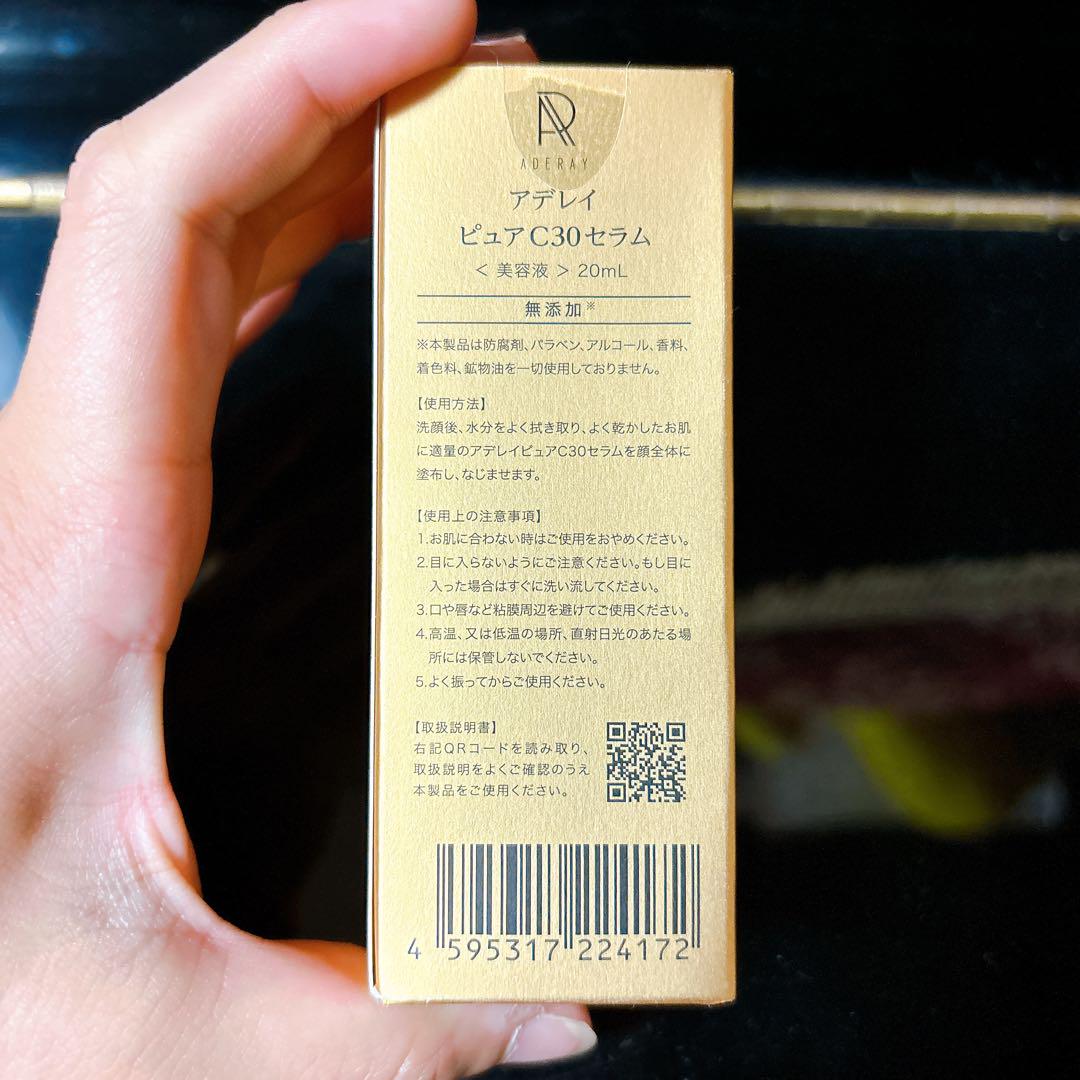 AR
ADERAY
アデレイ
ピュアC30セラム
＜ 美容液 ＞ 20mL
無添加※
※本製品は防腐剤、パラベン、アルコール、香料、
着色料、鉱物油を一切使用しておりません。
【使用方法】
洗顔後、水分をよく拭き取り、よく乾かしたお肌
に適量のアデレイピュアC30セラムを顔全体に
塗布し、なじませます。
【使用上の注意事項】
1.お肌に合わない時はご使用をおやめください。
2.目に入らないようにご注意ください。もし目に
入った場合はすぐに洗い流してください。
3.口や唇など粘膜周辺を避けてご使用ください。
4.高温、又は低温の場所、直射日光のあたる場
所には保管しないでください。
5.よく振ってからご使用ください。
【取扱説明書】
右記QRコードを読み取り、
取扱説明をよくご確認のうえ
本製品をご使用ください。
4 595317 224172